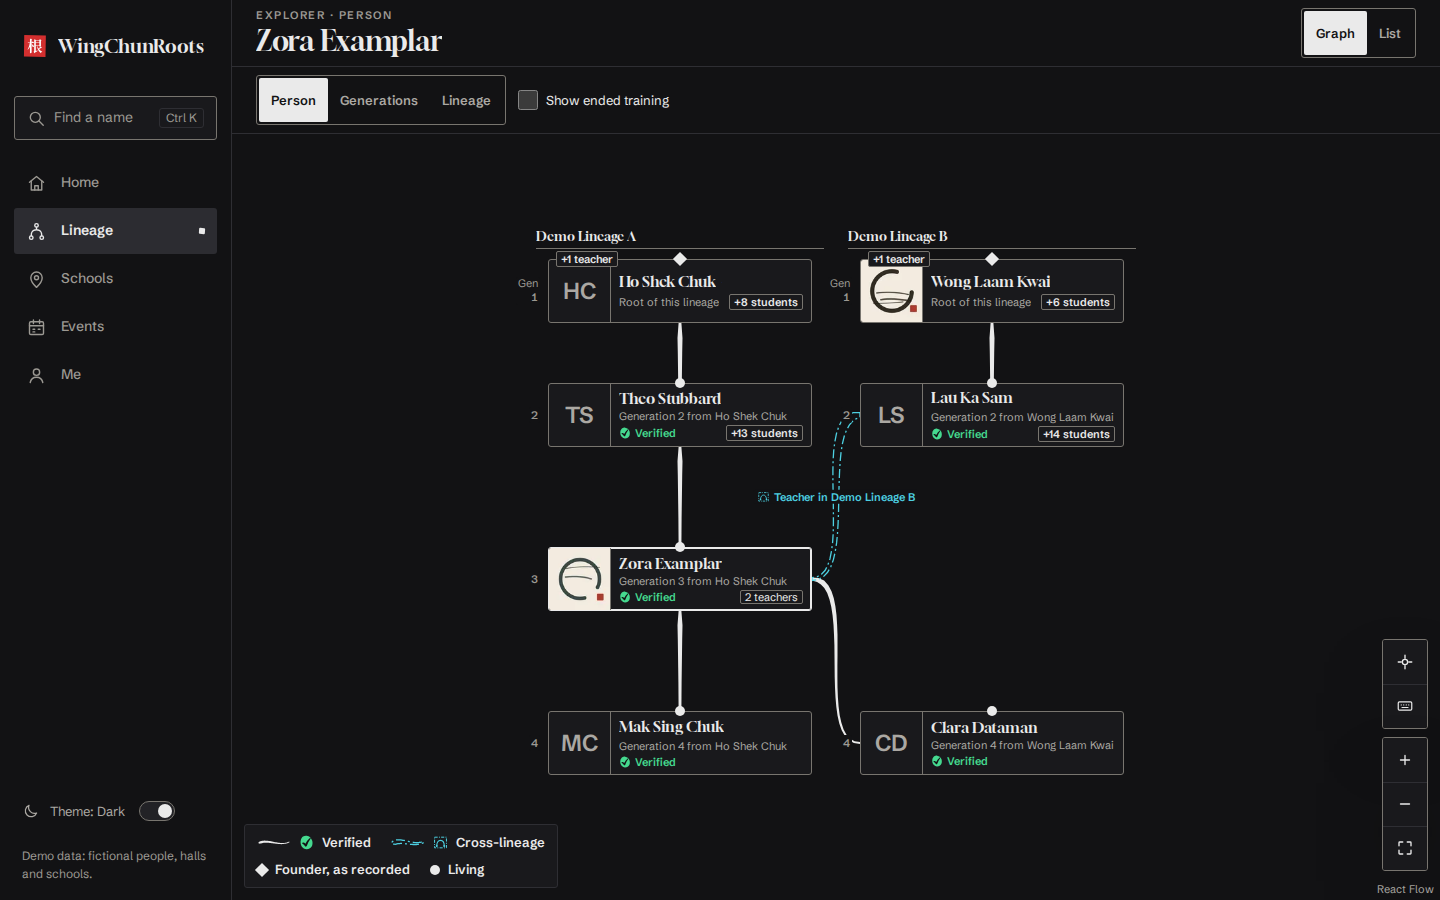 根 WingChunRoots
Find a name Ctrl K
Home
Lineage
Schools
Events
Me
Theme: Dark
Demo data: fictional people, halls
and schools.
EXPLORER · PERSON
Zora Examplar
Graph List
Person Generations Lineage Show ended training
Demo Lineage A
+1 teacher
Gen
1
HC
Ho Shek Chuk
Root of this lineage +8 students
Demo Lineage B
+1 teacher
Gen
1
Wong Laam Kwai
Root of this lineage +6 students
2
TS
Theo Stubbard
Generation 2 from Ho Shek Chuk
Verified +13 students
2
LS
Lau Ka Sam
Generation 2 from Wong Laam Kwai
Verified +14 students
Teacher in Demo Lineage B
3
Zora Examplar
Generation 3 from Ho Shek Chuk
Verified 2 teachers
4
MC
Mak Sing Chuk
Generation 4 from Ho Shek Chuk
Verified
4
CD
Clara Dataman
Generation 4 from Wong Laam Kwai
Verified
Verified Cross-lineage
Founder, as recorded Living
React Flow